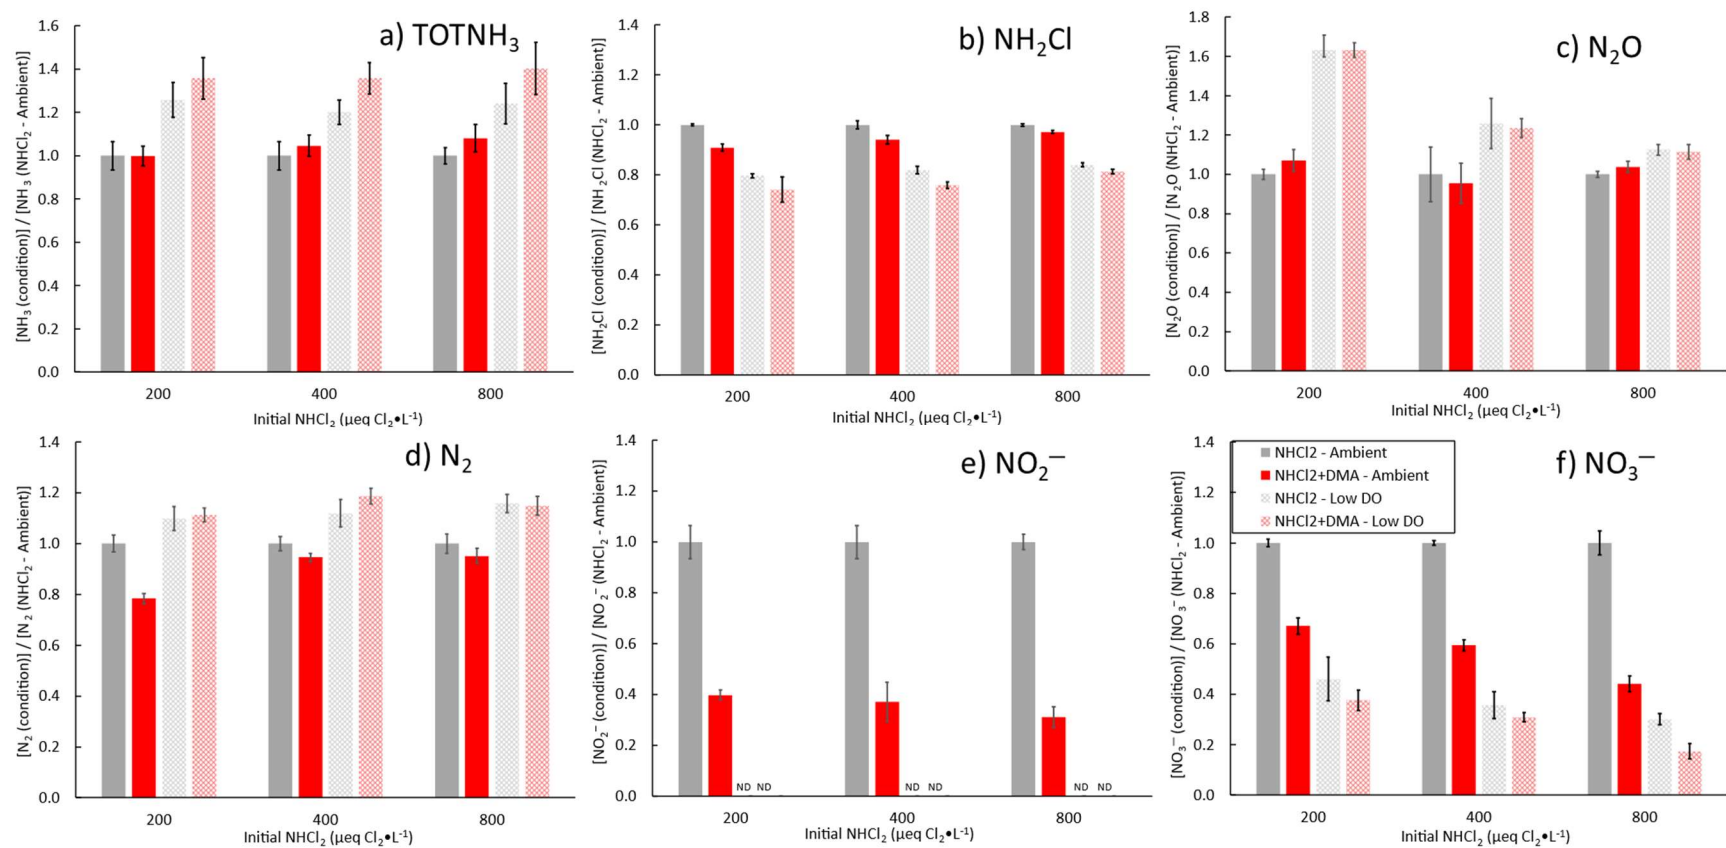 a) TOTNH₃
[NH₃ (condition)] / [NH₃ (NHCl₂ - Ambient)]
1.6
1.4
1.2
1.0
0.8
0.6
0.4
0.2
0.0
200 400 800
Initial NHCl₂ (µeq Cl₂•L⁻¹)
b) NH₂Cl
[NH₂Cl (condition)] / [NH₂Cl (NHCl₂ - Ambient)]
1.4
1.2
1.0
0.8
0.6
0.4
0.2
0.0
200 400 800
Initial NHCl₂ (µeq Cl₂•L⁻¹)
c) N₂O
[N₂O (condition)] / [N₂O (NHCl₂ - Ambient)]
1.8
1.6
1.4
1.2
1.0
0.8
0.6
0.4
0.2
0.0
200 400 800
Initial NHCl₂ (µeq Cl₂•L⁻¹)
d) N₂
[N₂ (condition)] / [N₂ (NHCl₂ - Ambient)]
1.4
1.2
1.0
0.8
0.6
0.4
0.2
0.0
200 400 800
Initial NHCl₂ (µeq Cl₂•L⁻¹)
e) NO₂⁻
[NO₂⁻ (condition)] / [NO₂⁻ (NHCl₂ - Ambient)]
1.4
1.2
1.0
0.8
0.6
0.4
0.2
0.0
ND ND ND ND ND ND
200 400 800
Initial NHCl₂ (µeq Cl₂•L⁻¹)
f) NO₃⁻
NHCl2 - Ambient
NHCl2+DMA - Ambient
NHCl2 - Low DO
NHCl2+DMA - Low DO
[NO₃⁻ (condition)] / [NO₃⁻ (NHCl₂ - Ambient)]
1.4
1.2
1.0
0.8
0.6
0.4
0.2
0.0
200 400 800
Initial NHCl₂ (µeq Cl₂•L⁻¹)